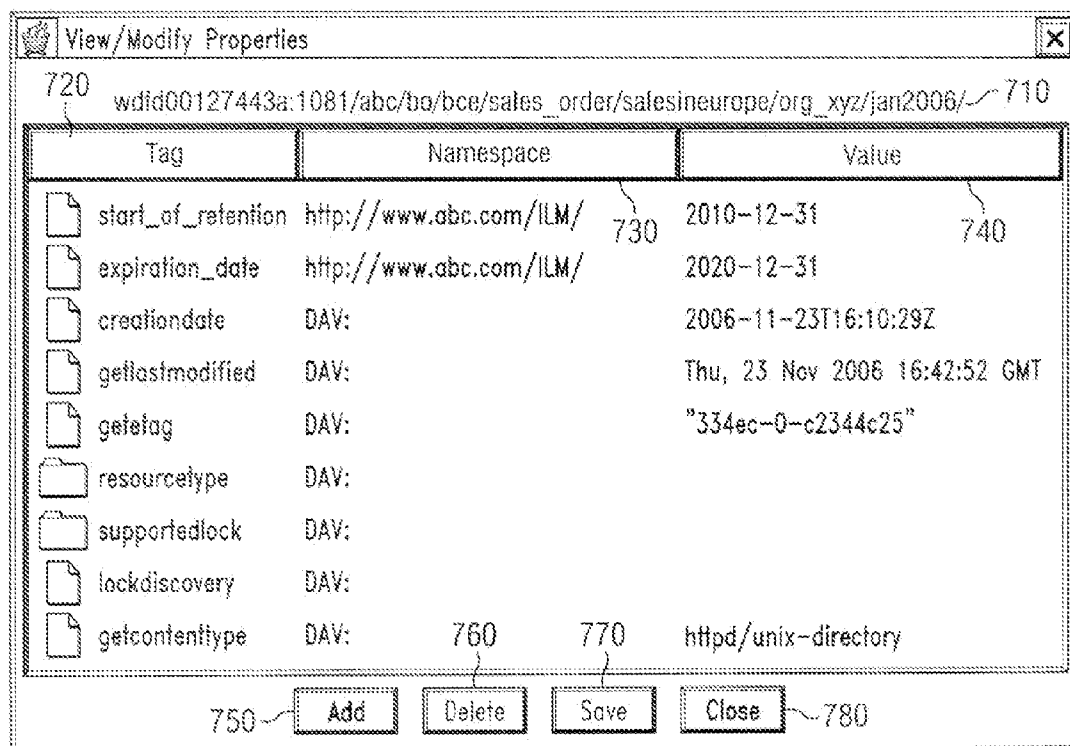 View/Modify Properties
720
wdfd00127443a:1081/abc/bo/bce/sales_order/salesineurope/org_xyz/jan2006/ 710
Tag Namespace Value
start_of_retention http://www.abc.com/ILM/ 730 2010-12-31 740
expiration_date http://www.abc.com/ILM/ 2020-12-31
creationdate DAV: 2006-11-23T16:10:29Z
getlastmodified DAV: Thu, 23 Nov 2006 16:42:52 GMT
getetag DAV: "334ec-0-c2344c25"
resourcetype DAV:
supportedlock DAV:
lockdiscovery DAV:
getcontenttype DAV: 760 770 httpd/unix-directory
750 Add Delete Save Close 780